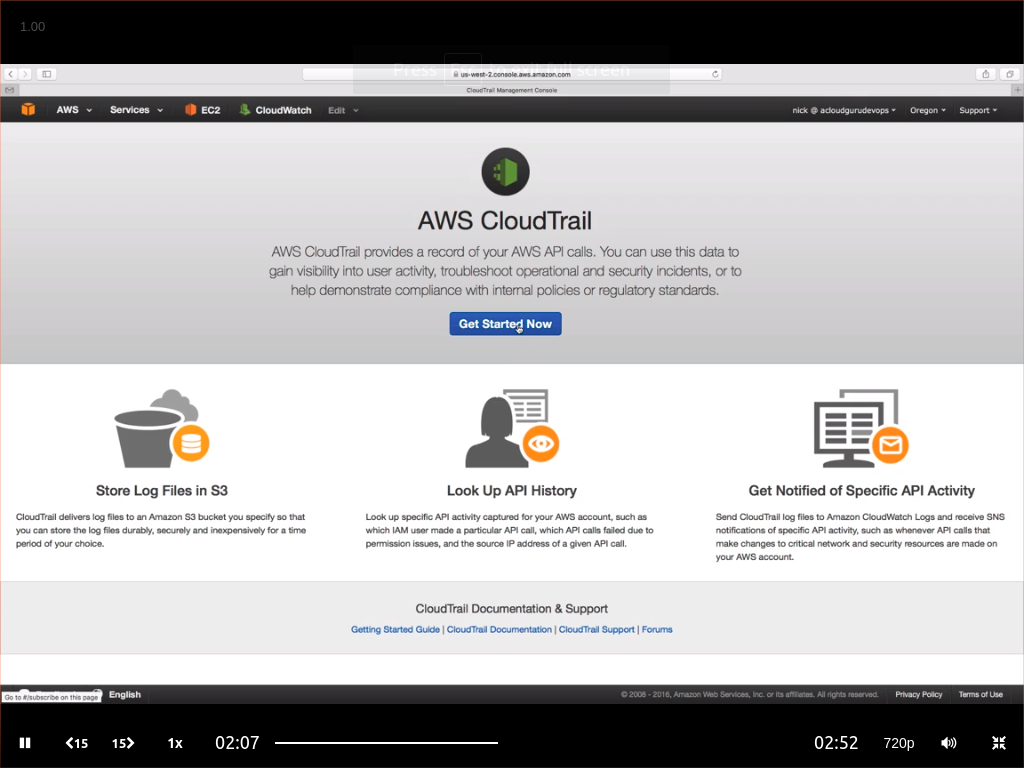 1.00
Press Esc to exit full screen
us-west-2.console.aws.amazon.com
CloudTrail Management Console
AWS Services EC2 CloudWatch Edit nick @ acloudgurudevops Oregon Support
AWS CloudTrail
AWS CloudTrail provides a record of your AWS API calls. You can use this data to
gain visibility into user activity, troubleshoot operational and security incidents, or to
help demonstrate compliance with internal policies or regulatory standards.
Get Started Now
Store Log Files in S3
CloudTrail delivers log files to an Amazon S3 bucket you specify so that
you can store the log files durably, securely and inexpensively for a time
period of your choice.
Look Up API History
Look up specific API activity captured for your AWS account, such as
which IAM user made a particular API call, which API calls failed due to
permission issues, and the source IP address of a given API call.
Get Notified of Specific API Activity
Send CloudTrail log files to Amazon CloudWatch Logs and receive SNS
notifications of specific API activity, such as whenever API calls that
make changes to critical network and security resources are made on
your AWS account.
CloudTrail Documentation & Support
Getting Started Guide | CloudTrail Documentation | CloudTrail Support | Forums
Go to #/subscribe on this page
English
© 2008 - 2016, Amazon Web Services, Inc. or its affiliates. All rights reserved. Privacy Policy Terms of Use
15 15 1x 02:07 02:52 720p